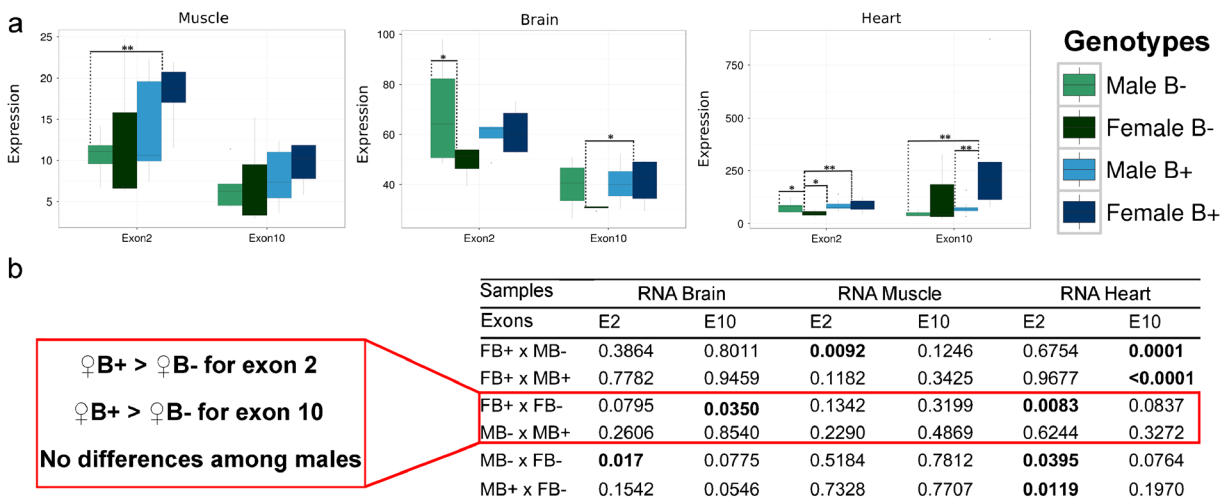 a
Muscle
Brain
Heart
Genotypes
Expression
25
20
15
10
5
**
Exon2
Exon10
Expression
100
80
60
40
*
*
Exon2
Exon10
Expression
750
500
250
0
*
*
**
**
**
Exon2
Exon10
Male B-
Female B-
Male B+
Female B+
b
♀B+ > ♀B- for exon 2
♀B+ > ♀B- for exon 10
No differences among males
Samples RNA Brain RNA Muscle RNA Heart
Exons E2 E10 E2 E10 E2 E10
FB+ x MB- 0.3864 0.8011 0.0092 0.1246 0.6754 0.0001
FB+ x MB+ 0.7782 0.9459 0.1182 0.3425 0.9677 <0.0001
FB+ x FB- 0.0795 0.0350 0.1342 0.3199 0.0083 0.0837
MB- x MB+ 0.2606 0.8540 0.2290 0.4869 0.6244 0.3272
MB- x FB- 0.017 0.0775 0.5184 0.7812 0.0395 0.0764
MB+ x FB- 0.1542 0.0546 0.7328 0.7707 0.0119 0.1970